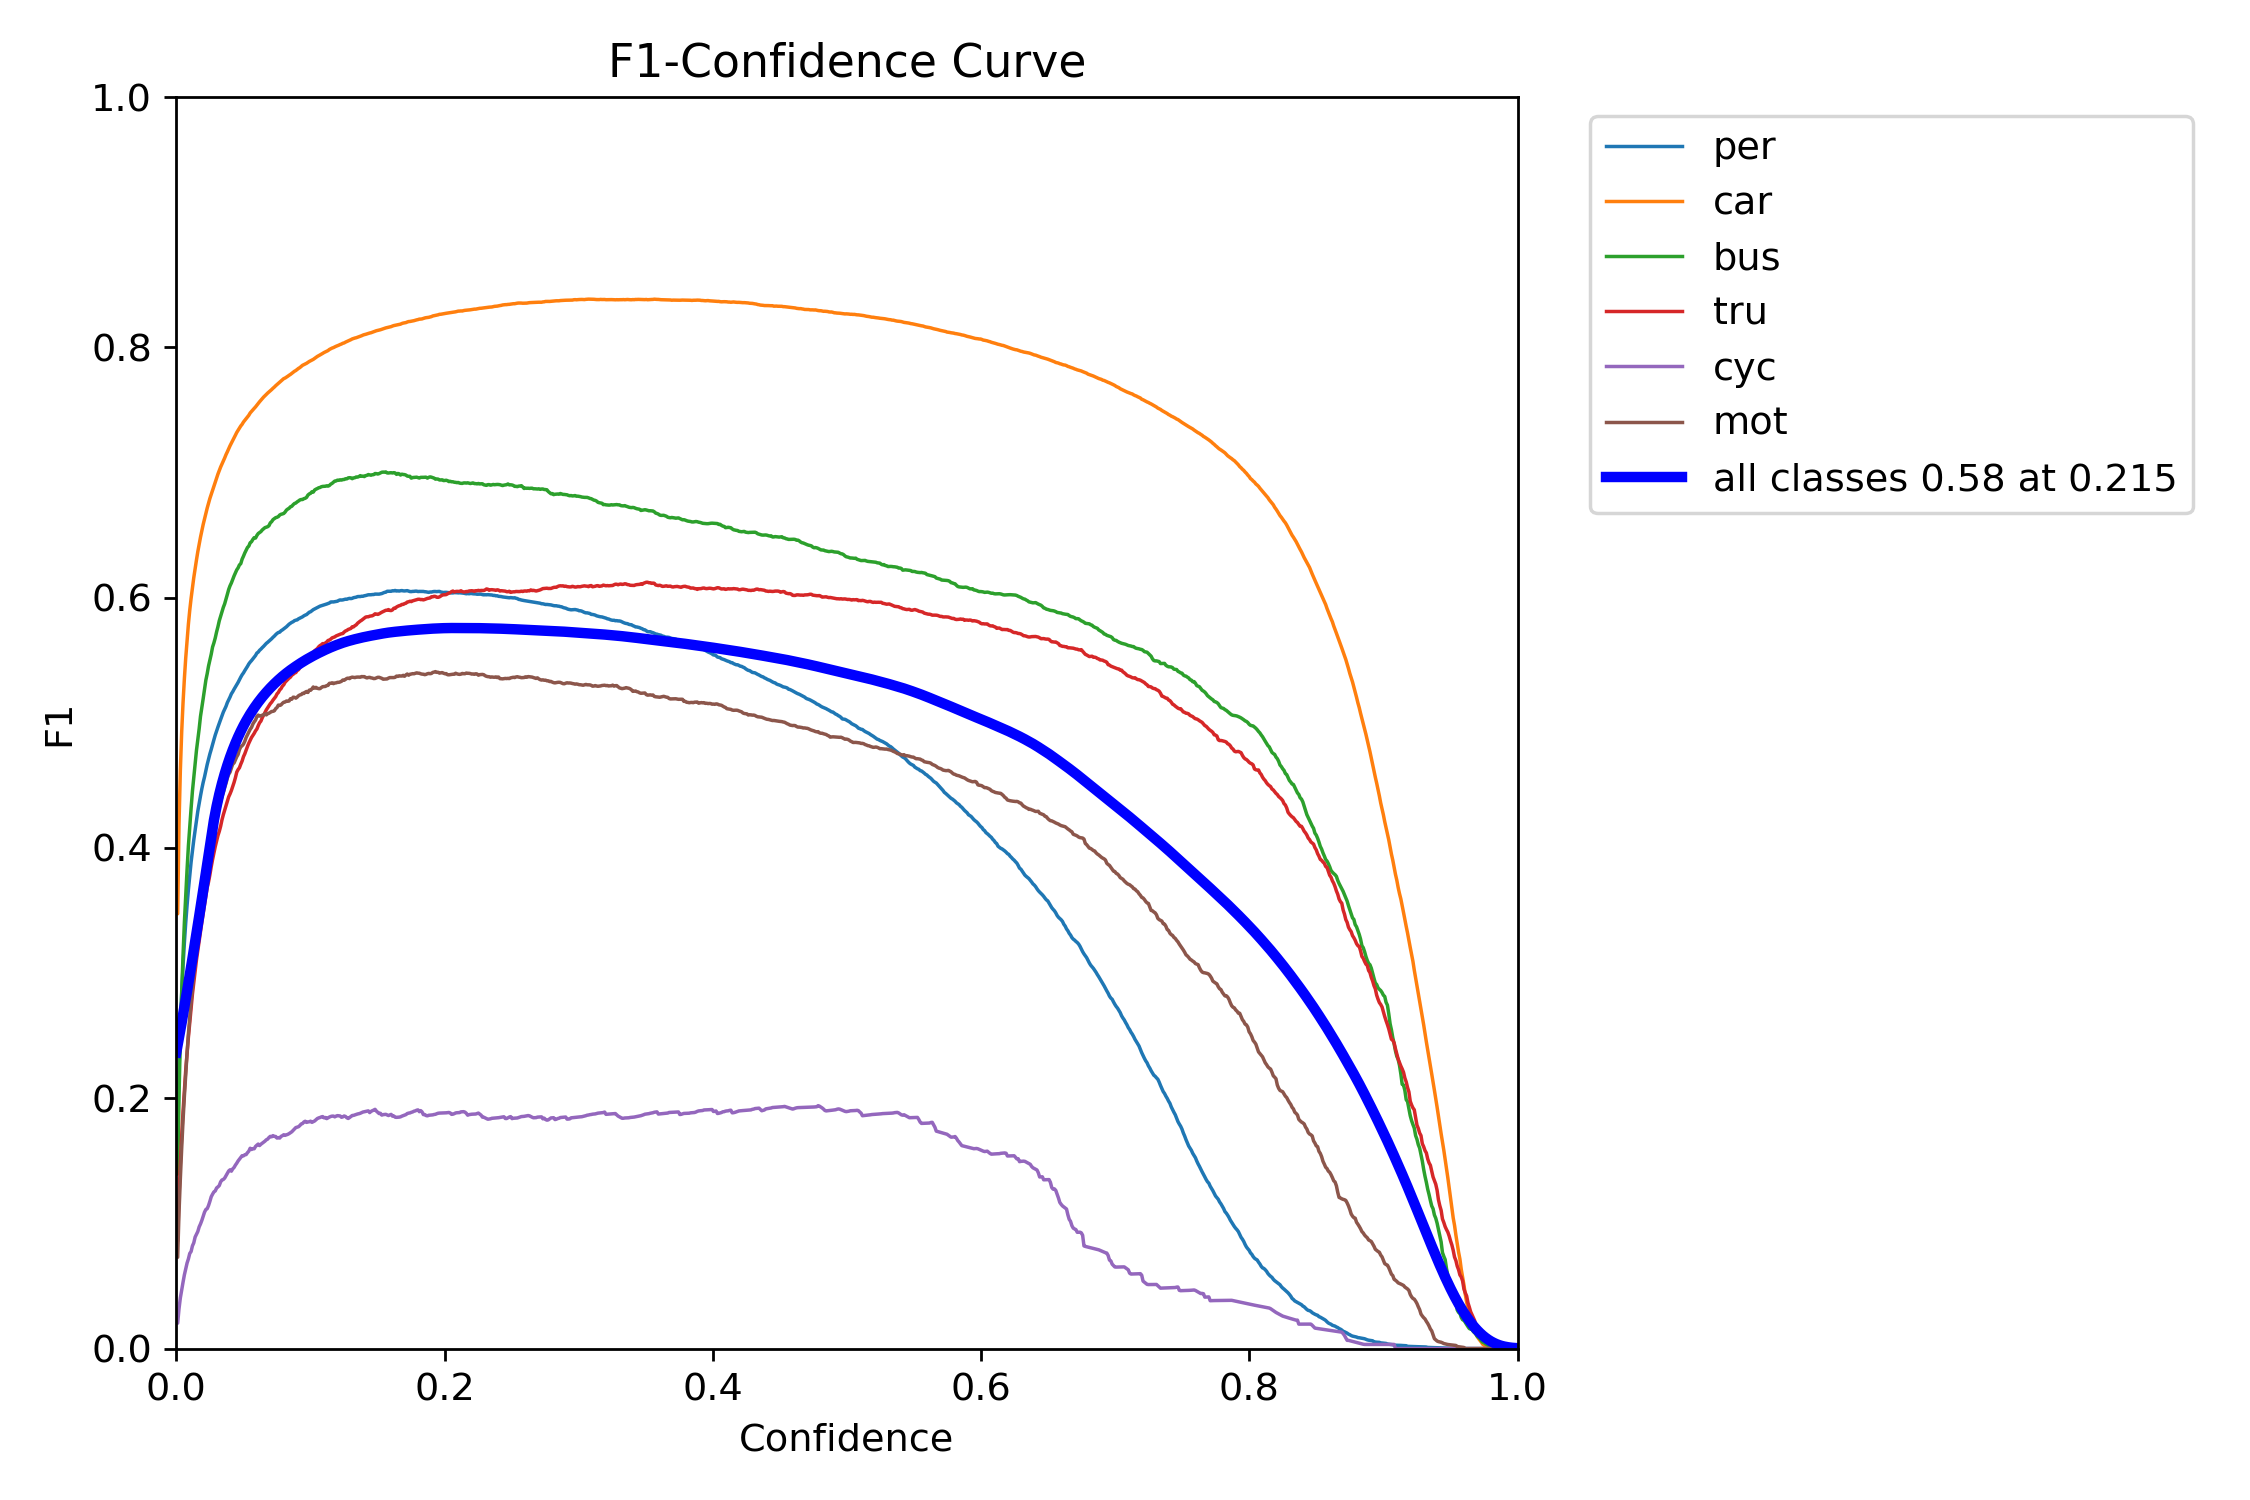 F1-Confidence Curve
1.0
0.8
0.6
0.4
0.2
0.0
F1
0.0 0.2 0.4 0.6 0.8 1.0
Confidence
per
car
bus
tru
cyc
mot
all classes 0.58 at 0.215